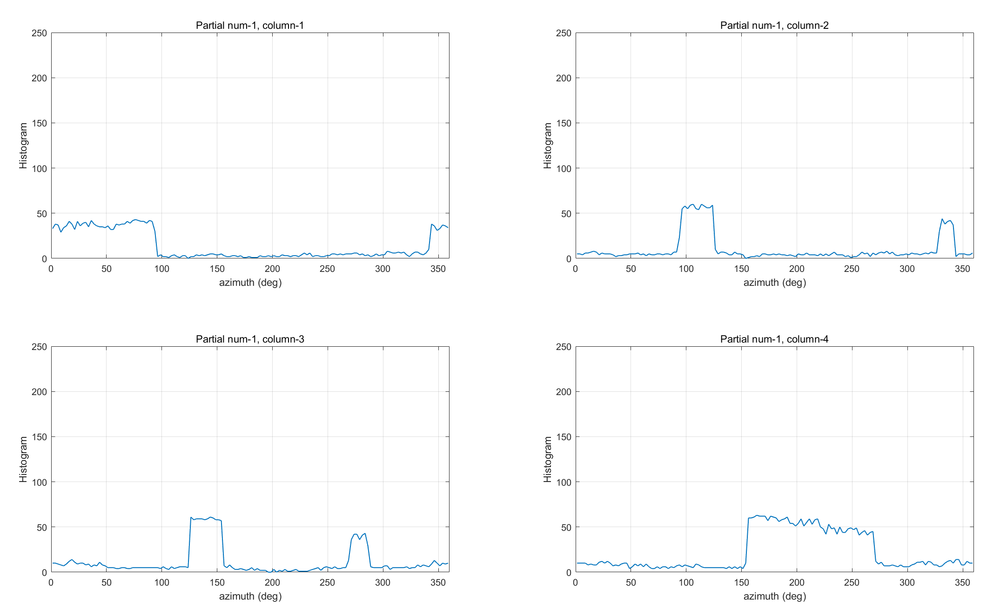 Partial num-1, column-1
250
200
150
100
50
0
Histogram
0 50 100 150 200 250 300 350
azimuth (deg)
Partial num-1, column-2
250
200
150
100
50
0
Histogram
0 50 100 150 200 250 300 350
azimuth (deg)
Partial num-1, column-3
250
200
150
100
50
0
Histogram
0 50 100 150 200 250 300 350
azimuth (deg)
Partial num-1, column-4
250
200
150
100
50
0
Histogram
0 50 100 150 200 250 300 350
azimuth (deg)